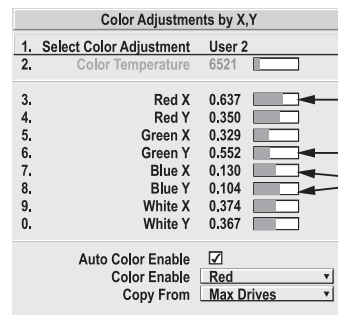 Color Adjustments by X,Y
1. Select Color Adjustment User 2
2. Color Temperature 6521
3. Red X 0.637
4. Red Y 0.350
5. Green X 0.329
6. Green Y 0.552
7. Blue X 0.130
8. Blue Y 0.104
9. White X 0.374
0. White Y 0.367
Auto Color Enable
Color Enable Red
Copy From Max Drives